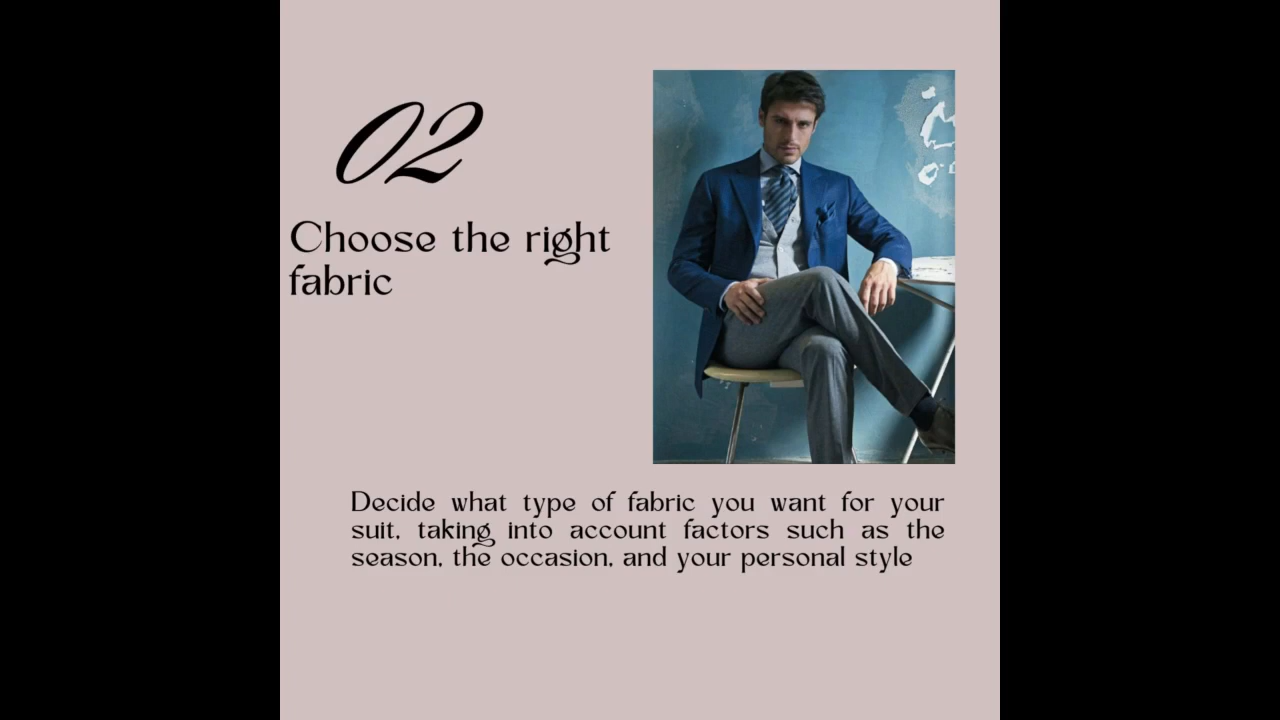 02
Choose the right
fabric
Decide what type of fabric you want for your
suit, taking into account factors such as the
season, the occasion, and your personal style